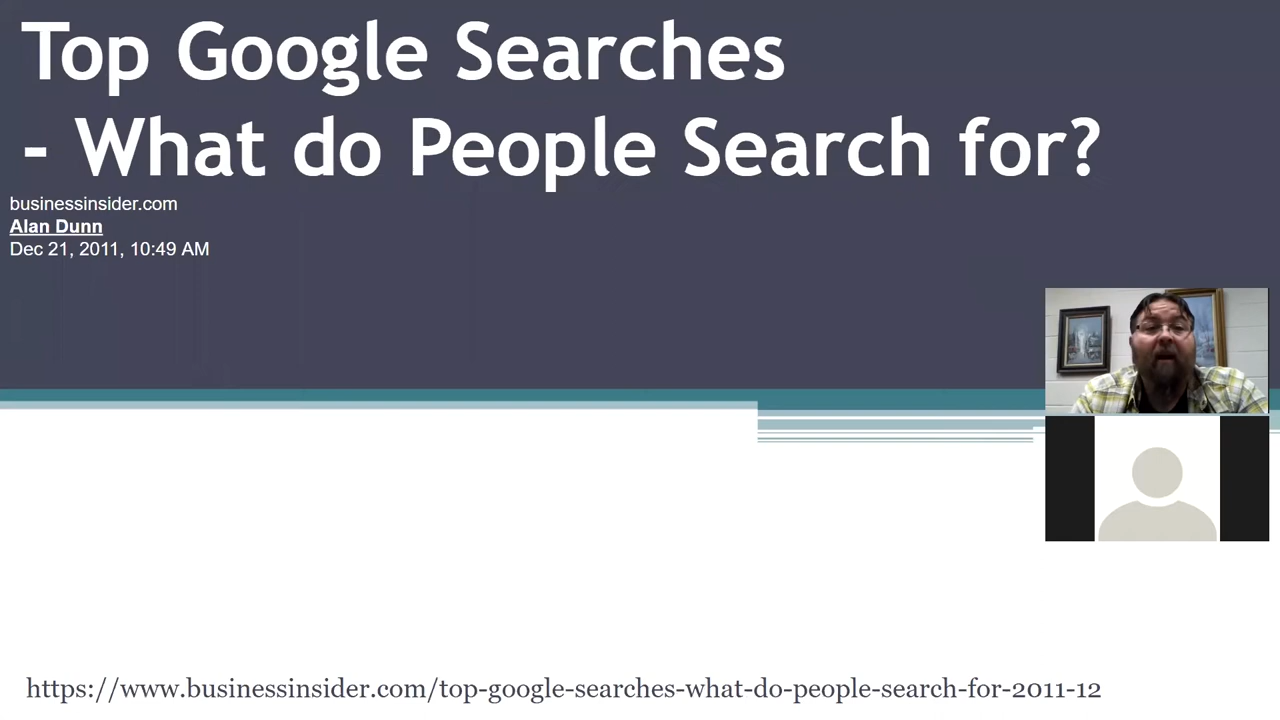 Top Google Searches
- What do People Search for?
businessinsider.com
Alan Dunn
Dec 21, 2011, 10:49 AM
https://www.businessinsider.com/top-google-searches-what-do-people-search-for-2011-12